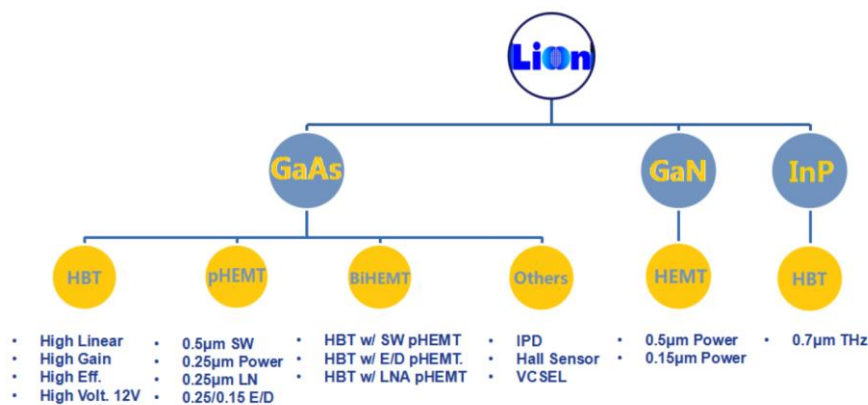 Lion
GaAs
GaN
InP
HBT
pHEMT
BiHEMT
Others
HEMT
HBT
• High Linear
• High Gain
• High Eff.
• High Volt. 12V
• 0.5µm SW
• 0.25µm Power
• 0.25µm LN
• 0.25/0.15 E/D
• HBT w/ SW pHEMT
• HBT w/ E/D pHEMT.
• HBT w/ LNA pHEMT
• IPD
• Hall Sensor
• VCSEL
• 0.5µm Power
• 0.15µm Power
• 0.7µm THz